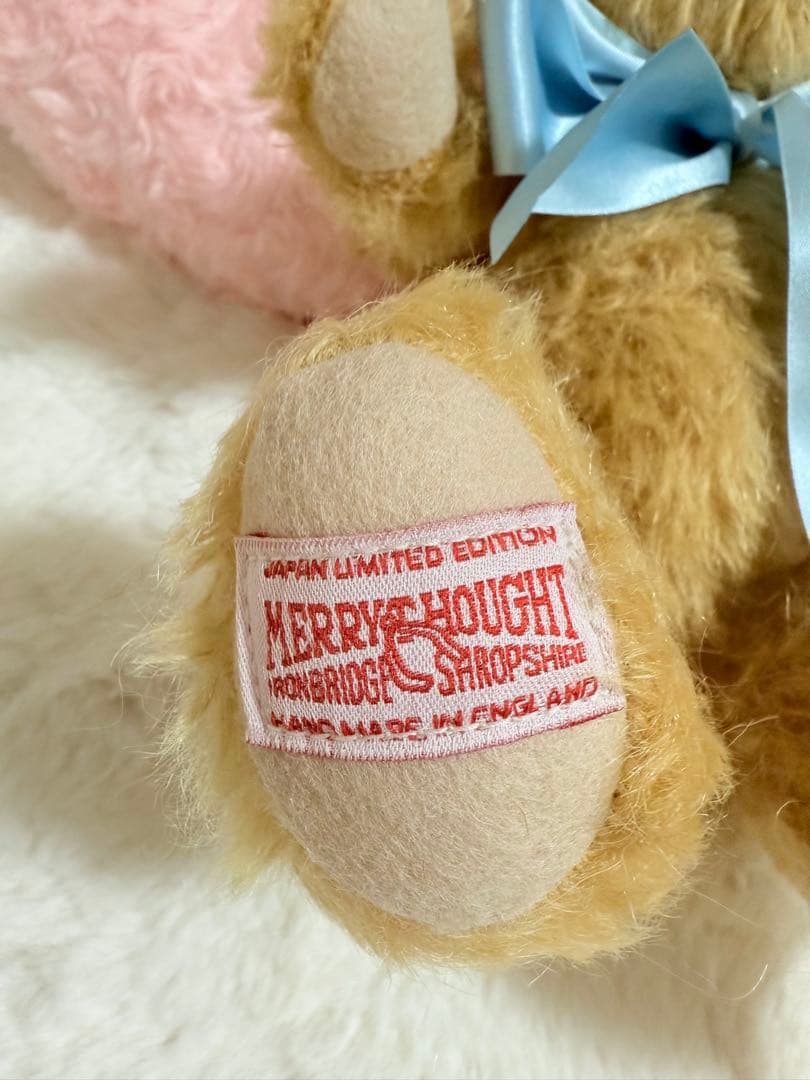 JAPAN LIMITED EDITION
MERRYTHOUGHT
IRONBRIDGE SHROPSHIRE
HAND MADE IN ENGLAND